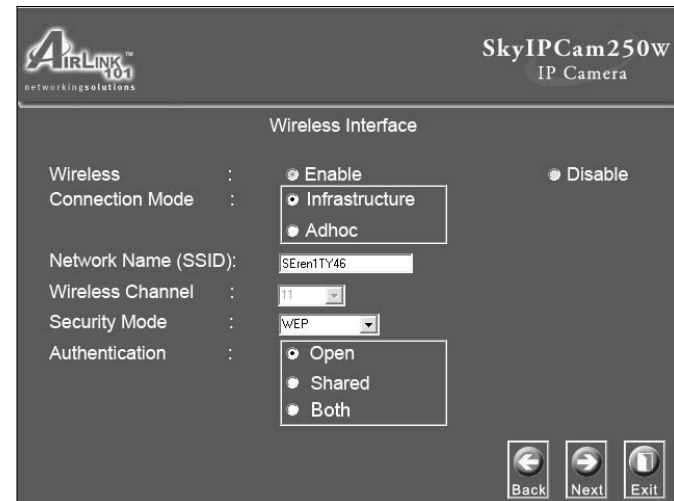 AIRLINK™
101
networkingsolutions
SkyIPCam250W
IP Camera
Wireless Interface
Wireless : Enable Disable
Connection Mode : Infrastructure
Adhoc
Network Name (SSID): SEren1TY46
Wireless Channel : 11
Security Mode : WEP
Authentication : Open
Shared
Both
Back Next Exit